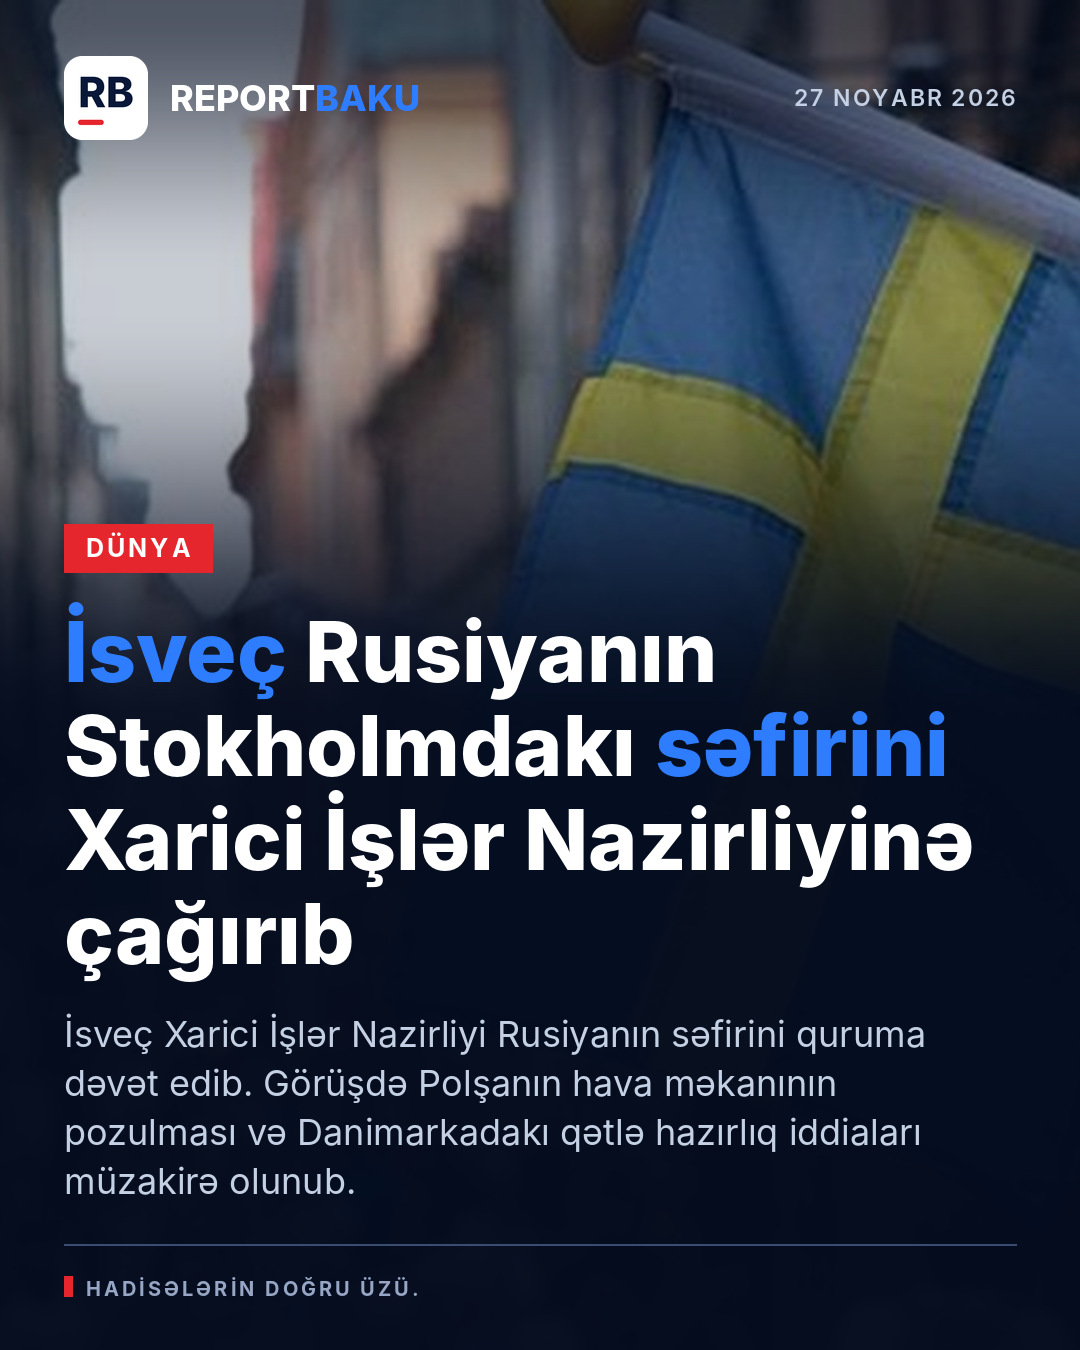 RB
REPORTBAKU
27 NOYABR 2026
DÜNYA
İsveç Rusiyanın
Stokholmdakı səfirini
Xarici İşlər Nazirliyinə
çağırıb
İsveç Xarici İşlər Nazirliyi Rusiyanın səfirini quruma
dəvət edib. Görüşdə Polşanın hava məkanının
pozulması və Danimarkadakı qətlə hazırlıq iddiaları
müzakirə olunub.
HADİSƏLƏRİN DOĞRU ÜZÜ.